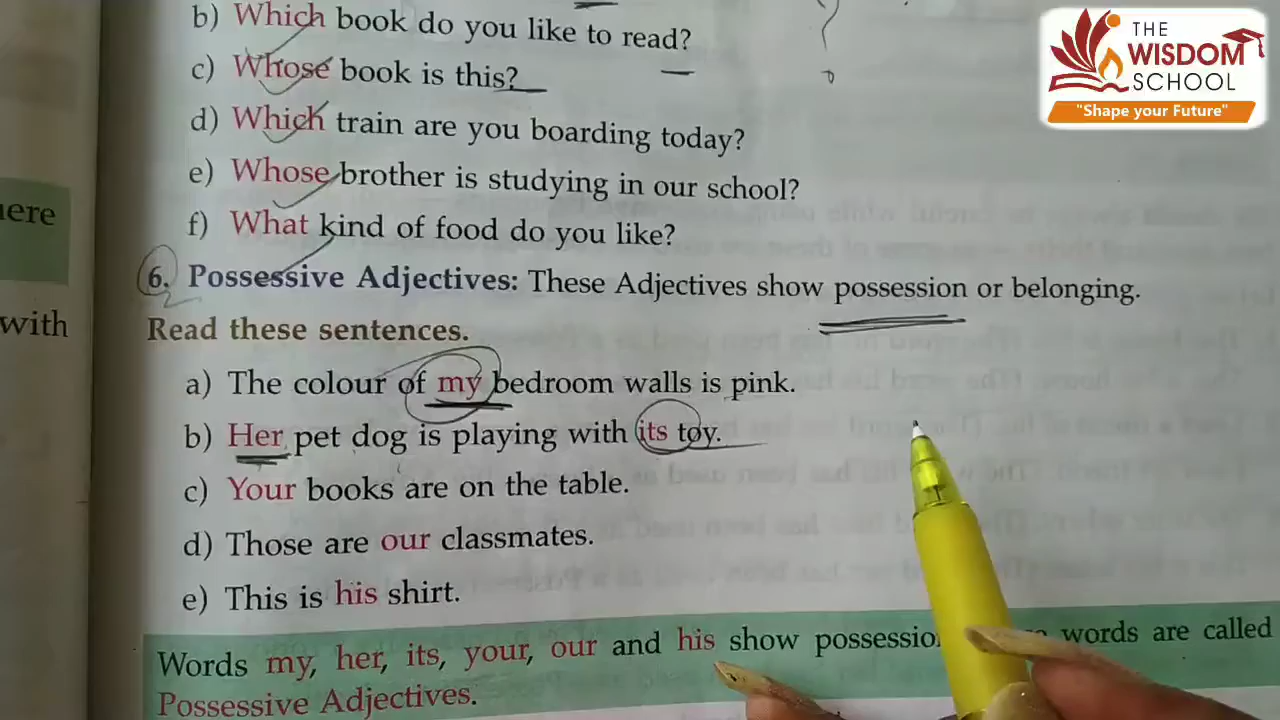 b) Which book do you like to read?
c) Whose book is this?
d) Which train are you boarding today?
e) Whose brother is studying in our school?
f) What kind of food do you like?
6. Possessive Adjectives: These Adjectives show possession or belonging.
Read these sentences.
a) The colour of my bedroom walls is pink.
b) Her pet dog is playing with its toy.
c) Your books are on the table.
d) Those are our classmates.
e) This is his shirt.
Words my, her, its, your, our and his show possession words are called
Possessive Adjectives.
with
THE
WISDOM
SCHOOL
"Shape your Future"